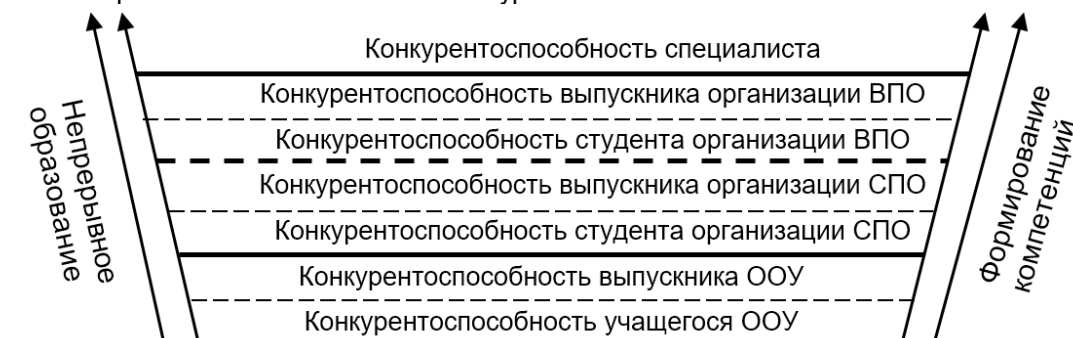 Конкурентоспособность специалиста
Конкурентоспособность выпускника организации ВПО
Конкурентоспособность студента организации ВПО
Конкурентоспособность выпускника организации СПО
Конкурентоспособность студента организации СПО
Конкурентоспособность выпускника ООУ
Конкурентоспособность учащегося ООУ
Непрерывное
образование
Формирование
компетенций